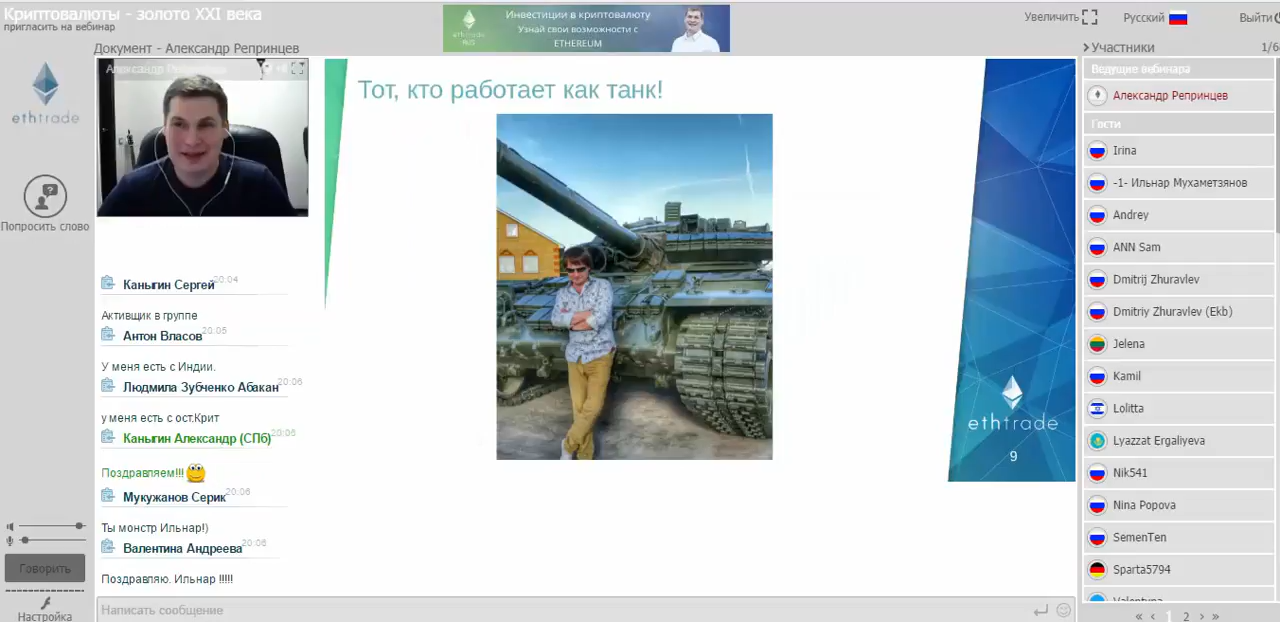 Криптовалюты - золото XXI века
пригласить на вебинар
ethtrade
Инвестиции в криптовалюту
Узнай свои возможности с
ETHEREUM
Увеличить
Русский
Выйти
Документ - Александр Репринцев
Участники
1/6
ethtrade
Попросить слово
Тот, кто работает как танк!
Каныгин Сергей 20:04
Активщик в группе
Антон Власов 20:05
У меня есть с Индии.
Людмила Зубченко Абакан 20:06
у меня есть с ост.Крит
Каныгин Александр (СПб) 20:06
Поздравляем!!!
Мукужанов Серик 20:06
Ты монстр Ильнар!)
Валентина Андреева 20:06
Поздравляю. Ильнар !!!!!
Написать сообщение
Говорить
Настройка
ethtrade
9
Ведущие вебинара
Александр Репринцев
Гости
Irina
-1- Ильнар Мухаметзянов
Andrey
ANN Sam
Dmitrij Zhuravlev
Dmitriy Zhuravlev (Ekb)
Jelena
Kamil
Lolitta
Lyazzat Ergaliyeva
Nik541
Nina Popova
SemenTen
Sparta5794
« ‹ 1 2 › »